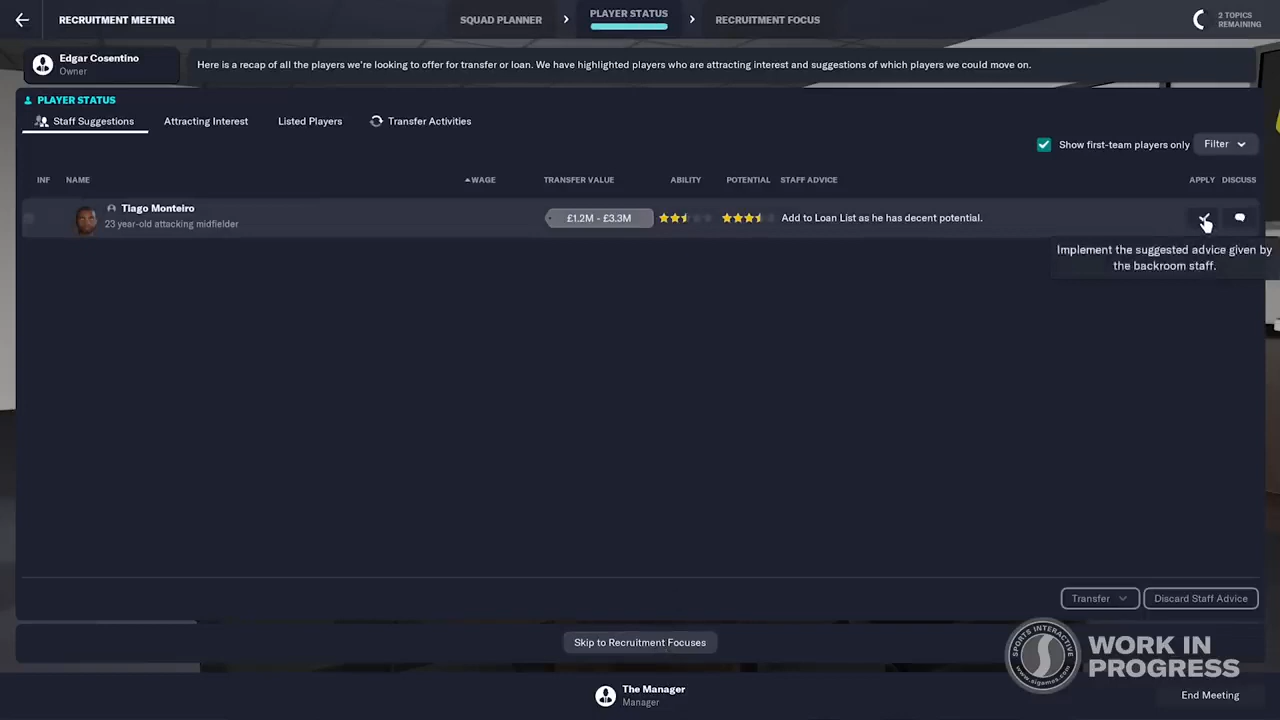 RECRUITMENT MEETING
SQUAD PLANNER
PLAYER STATUS
RECRUITMENT FOCUS
2 TOPICS
REMAINING
Edgar Cosentino
Owner
Here is a recap of all the players we're looking to offer for transfer or loan. We have highlighted players who are attracting interest and suggestions of which players we could move on.
PLAYER STATUS
Staff Suggestions
Attracting Interest
Listed Players
Transfer Activities
Show first-team players only
Filter
INF
NAME
WAGE
TRANSFER VALUE
ABILITY
POTENTIAL
STAFF ADVICE
APPLY
DISCUSS
Tiago Monteiro
23 year-old attacking midfielder
£1.2M - £3.3M
Add to Loan List as he has decent potential.
Implement the suggested advice given by
the backroom staff.
Transfer
Discard Staff Advice
Skip to Recruitment Focuses
SPORTS INTERACTIVE
www.sigames.com
WORK IN
PROGRESS
The Manager
Manager
End Meeting